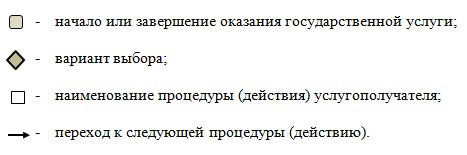 - начало или завершение оказания государственной услуги;
- вариант выбора;
- наименование процедуры (действия) услугополучателя;
- переход к следующей процедуры (действию).